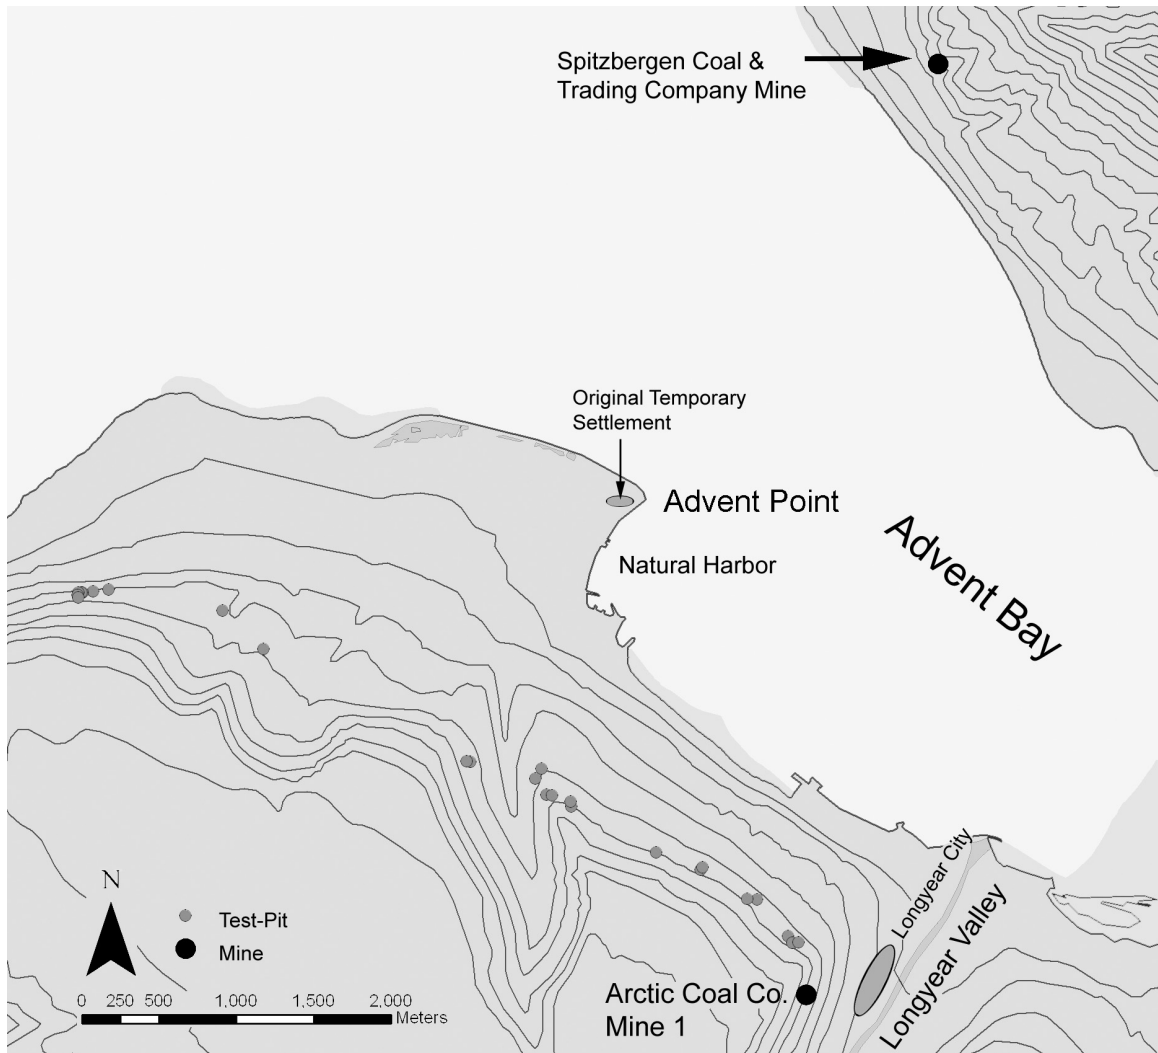 Spitzbergen Coal &
Trading Company Mine
Original Temporary
Settlement
Advent Point
Advent Bay
Natural Harbor
Longyear City
Longyear Valley
N
Test-Pit
Mine
0 250 500 1,000 1,500 2,000
Meters
Arctic Coal Co.
Mine 1